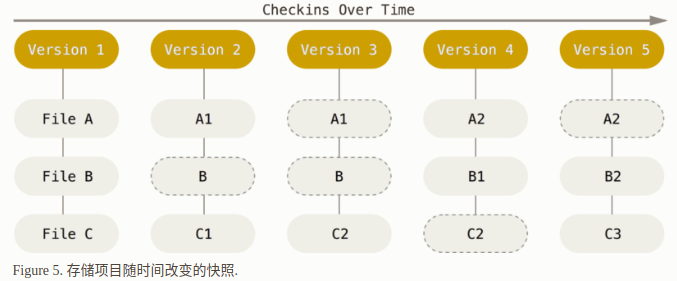 Checkins Over Time
Version 1 Version 2 Version 3 Version 4 Version 5
File A A1 A1 A2 A2
File B B B B1 B2
File C C1 C2 C2 C3
Figure 5. 存储项目随时间改变的快照.